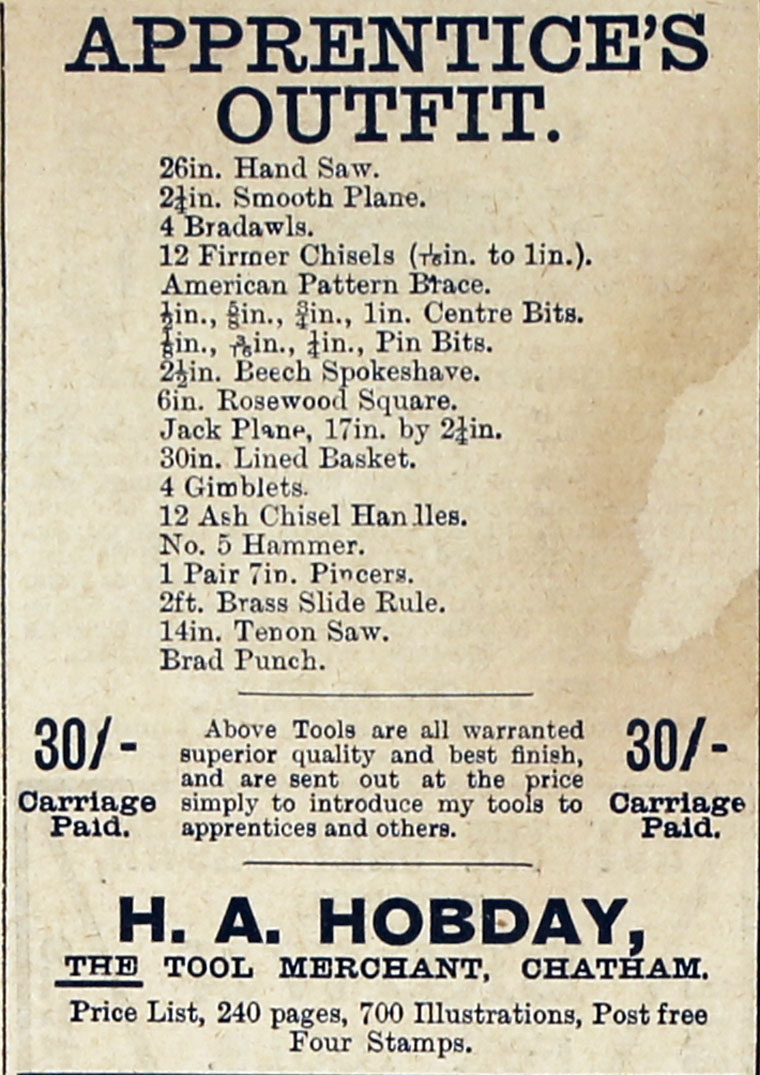 APPRENTICE'S
OUTFIT.
26in. Hand Saw.
2¼in. Smooth Plane.
4 Bradawls.
12 Firmer Chisels (1/16in. to 1in.).
American Pattern Brace.
½in., ⅝in., ¾in., 1in. Centre Bits.
⅛in., 3/16in., ¼in., Pin Bits.
2½in. Beech Spokeshave.
6in. Rosewood Square.
Jack Plane, 17in. by 2¼in.
30in. Lined Basket.
4 Gimblets.
12 Ash Chisel Handles.
No. 5 Hammer.
1 Pair 7in. Pincers.
2ft. Brass Slide Rule.
14in. Tenon Saw.
Brad Punch.
30/-
Carriage
Paid.
Above Tools are all warranted
superior quality and best finish,
and are sent out at the price
simply to introduce my tools to
apprentices and others.
30/-
Carriage
Paid.
H. A. HOBDAY,
THE TOOL MERCHANT, CHATHAM.
Price List, 240 pages, 700 Illustrations, Post free
Four Stamps.